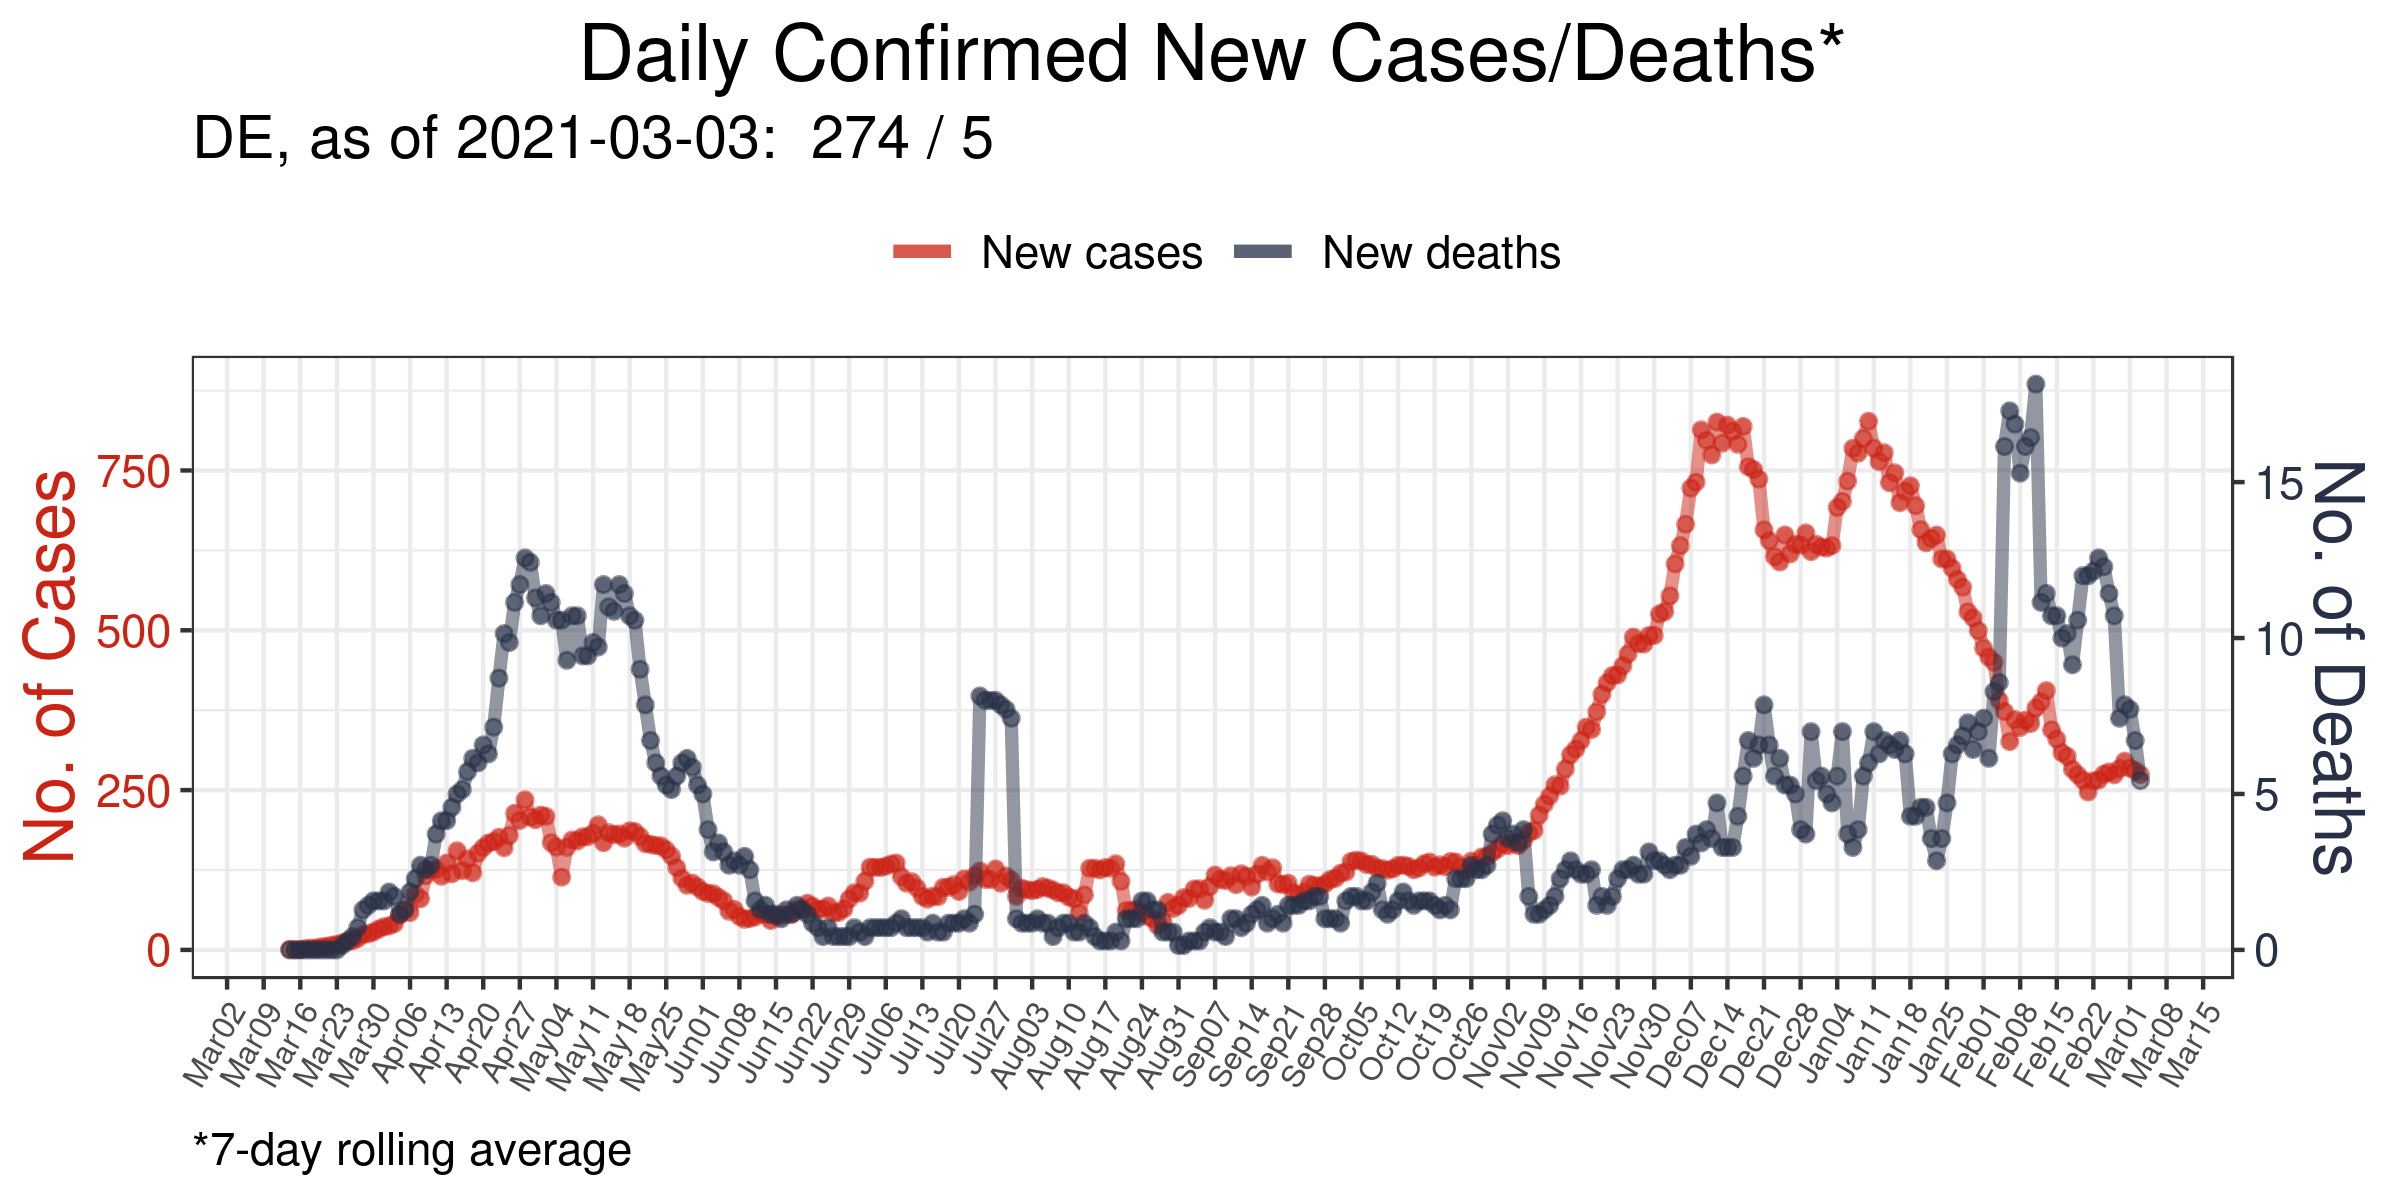 Daily Confirmed New Cases/Deaths*
DE, as of 2021-03-03:  274 / 5
New cases
New deaths
No. of Cases
750
500
250
0
No. of Deaths
15
10
5
0
Mar02
Mar09
Mar16
Mar23
Mar30
Apr06
Apr13
Apr20
Apr27
May04
May11
May18
May25
Jun01
Jun08
Jun15
Jun22
Jun29
Jul06
Jul13
Jul20
Jul27
Aug03
Aug10
Aug17
Aug24
Aug31
Sep07
Sep14
Sep21
Sep28
Oct05
Oct12
Oct19
Oct26
Nov02
Nov09
Nov16
Nov23
Nov30
Dec07
Dec14
Dec21
Dec28
Jan04
Jan11
Jan18
Jan25
Feb01
Feb08
Feb15
Feb22
Mar01
Mar08
Mar15
*7-day rolling average